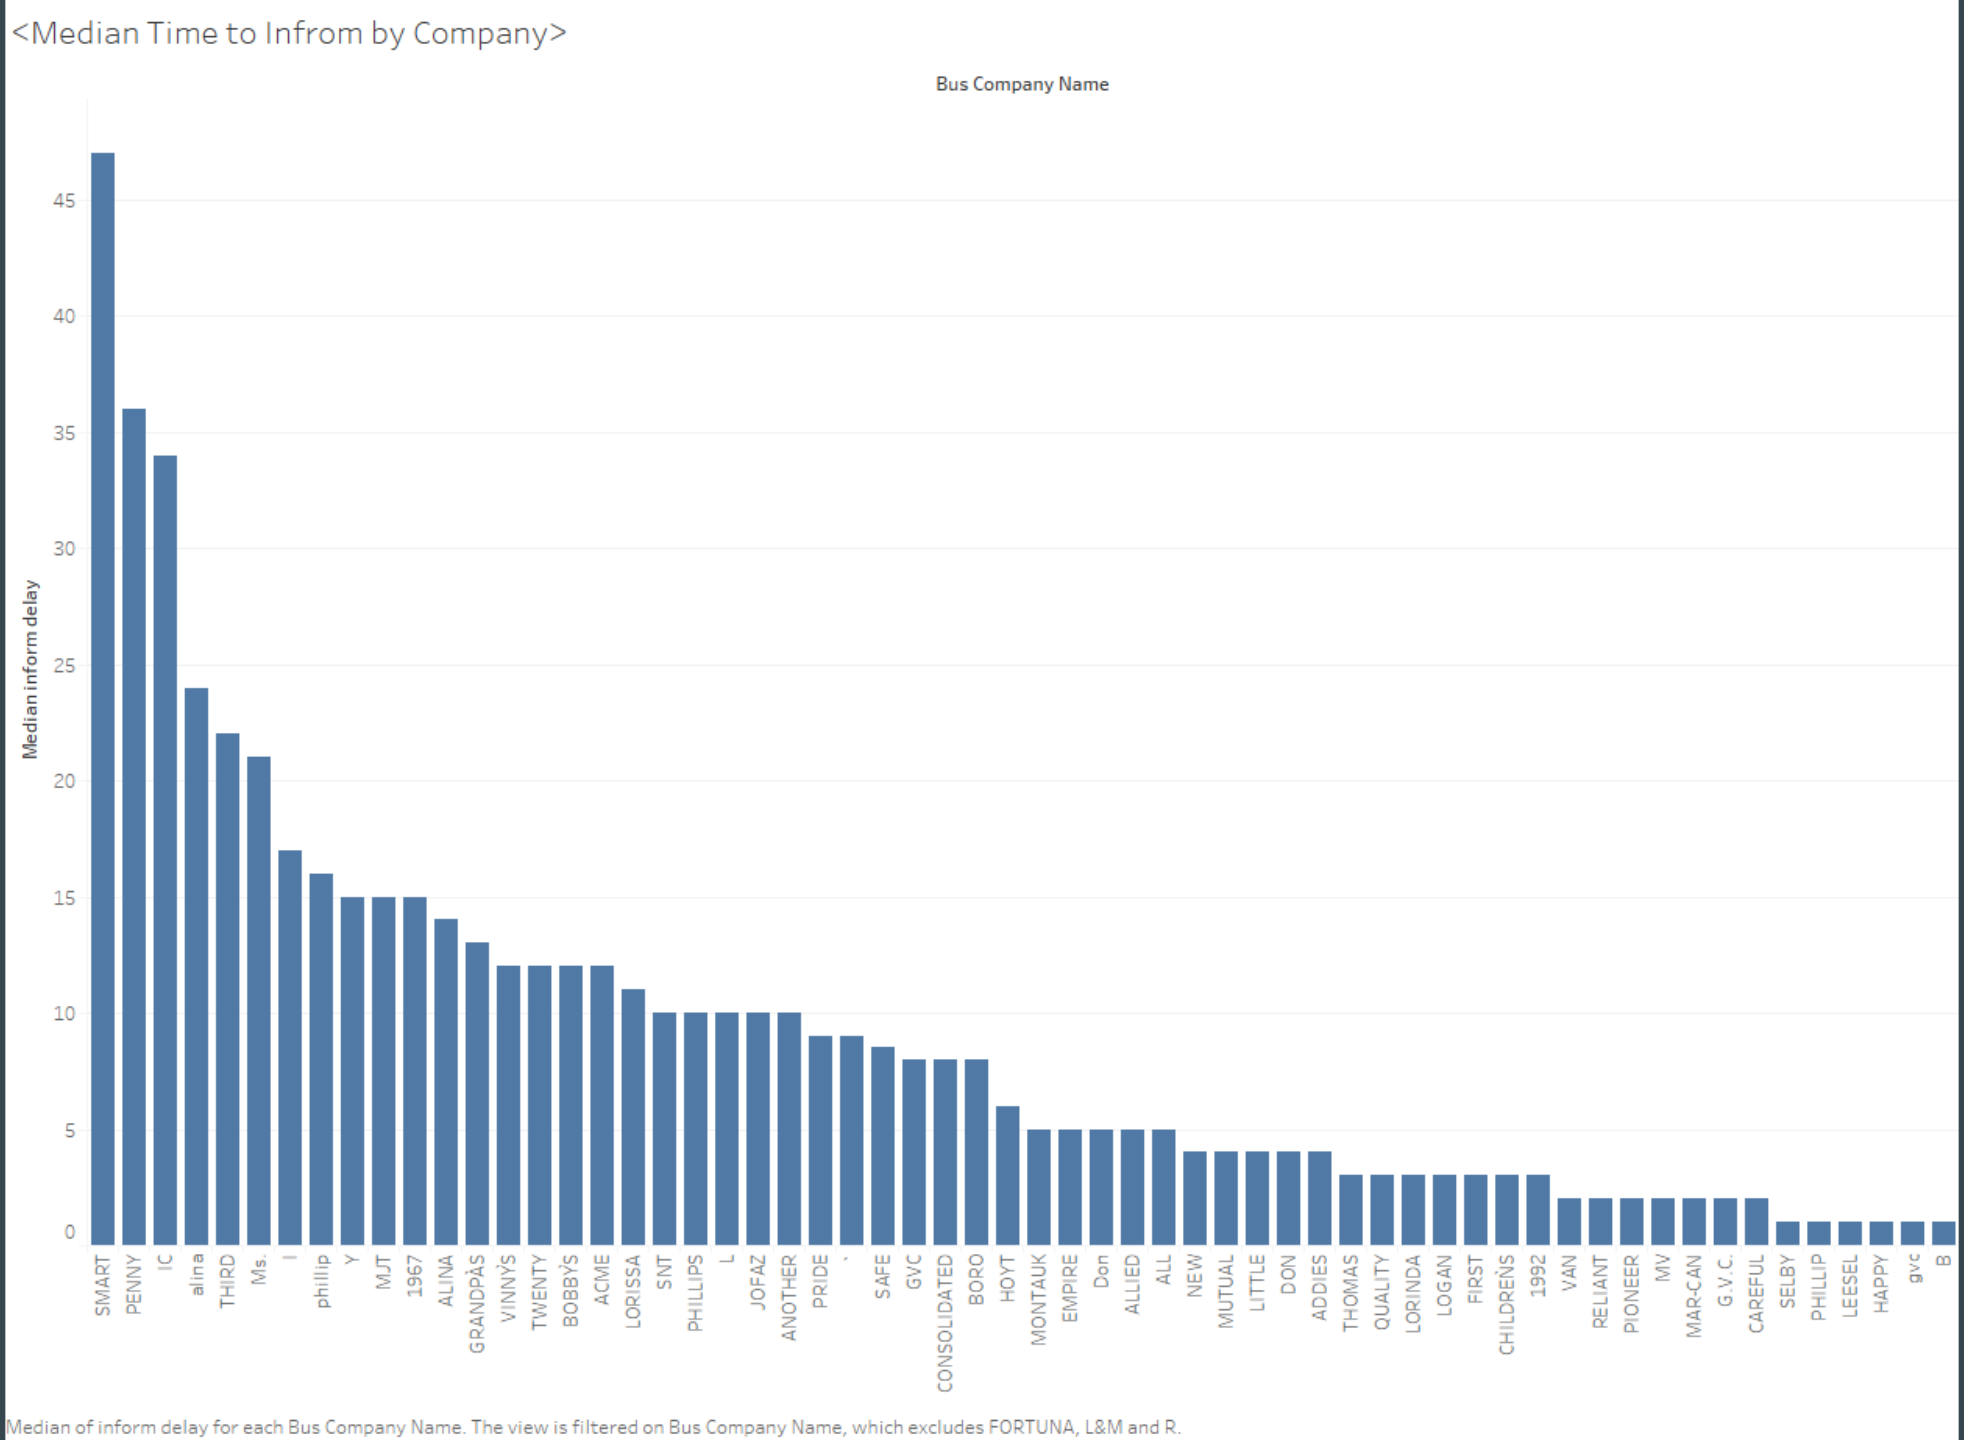 <Median Time to Infrom by Company>
Bus Company Name
Median inform delay
45
40
35
30
25
20
15
10
5
0
SMART
PENNY
IC
alina
THIRD
Ms.
I
phillip
Y
MJT
1967
ALINA
GRANDPA`S
VINNY`S
TWENTY
BOBBY`S
ACME
LORISSA
SNT
PHILLIPS
L
JOFAZ
ANOTHER
PRIDE
`
SAFE
GVC
CONSOLIDATED
BORO
HOYT
MONTAUK
EMPIRE
Don
ALLIED
ALL
NEW
MUTUAL
LITTLE
DON
ADDIES
THOMAS
QUALITY
LORINDA
LOGAN
FIRST
CHILDREN`S
1992
VAN
RELIANT
PIONEER
MV
MAR-CAN
G.V.C.
CAREFUL
SELBY
PHILLIP
LEESEL
HAPPY
gvc
B
Median of inform delay for each Bus Company Name. The view is filtered on Bus Company Name, which excludes FORTUNA, L&M and R.